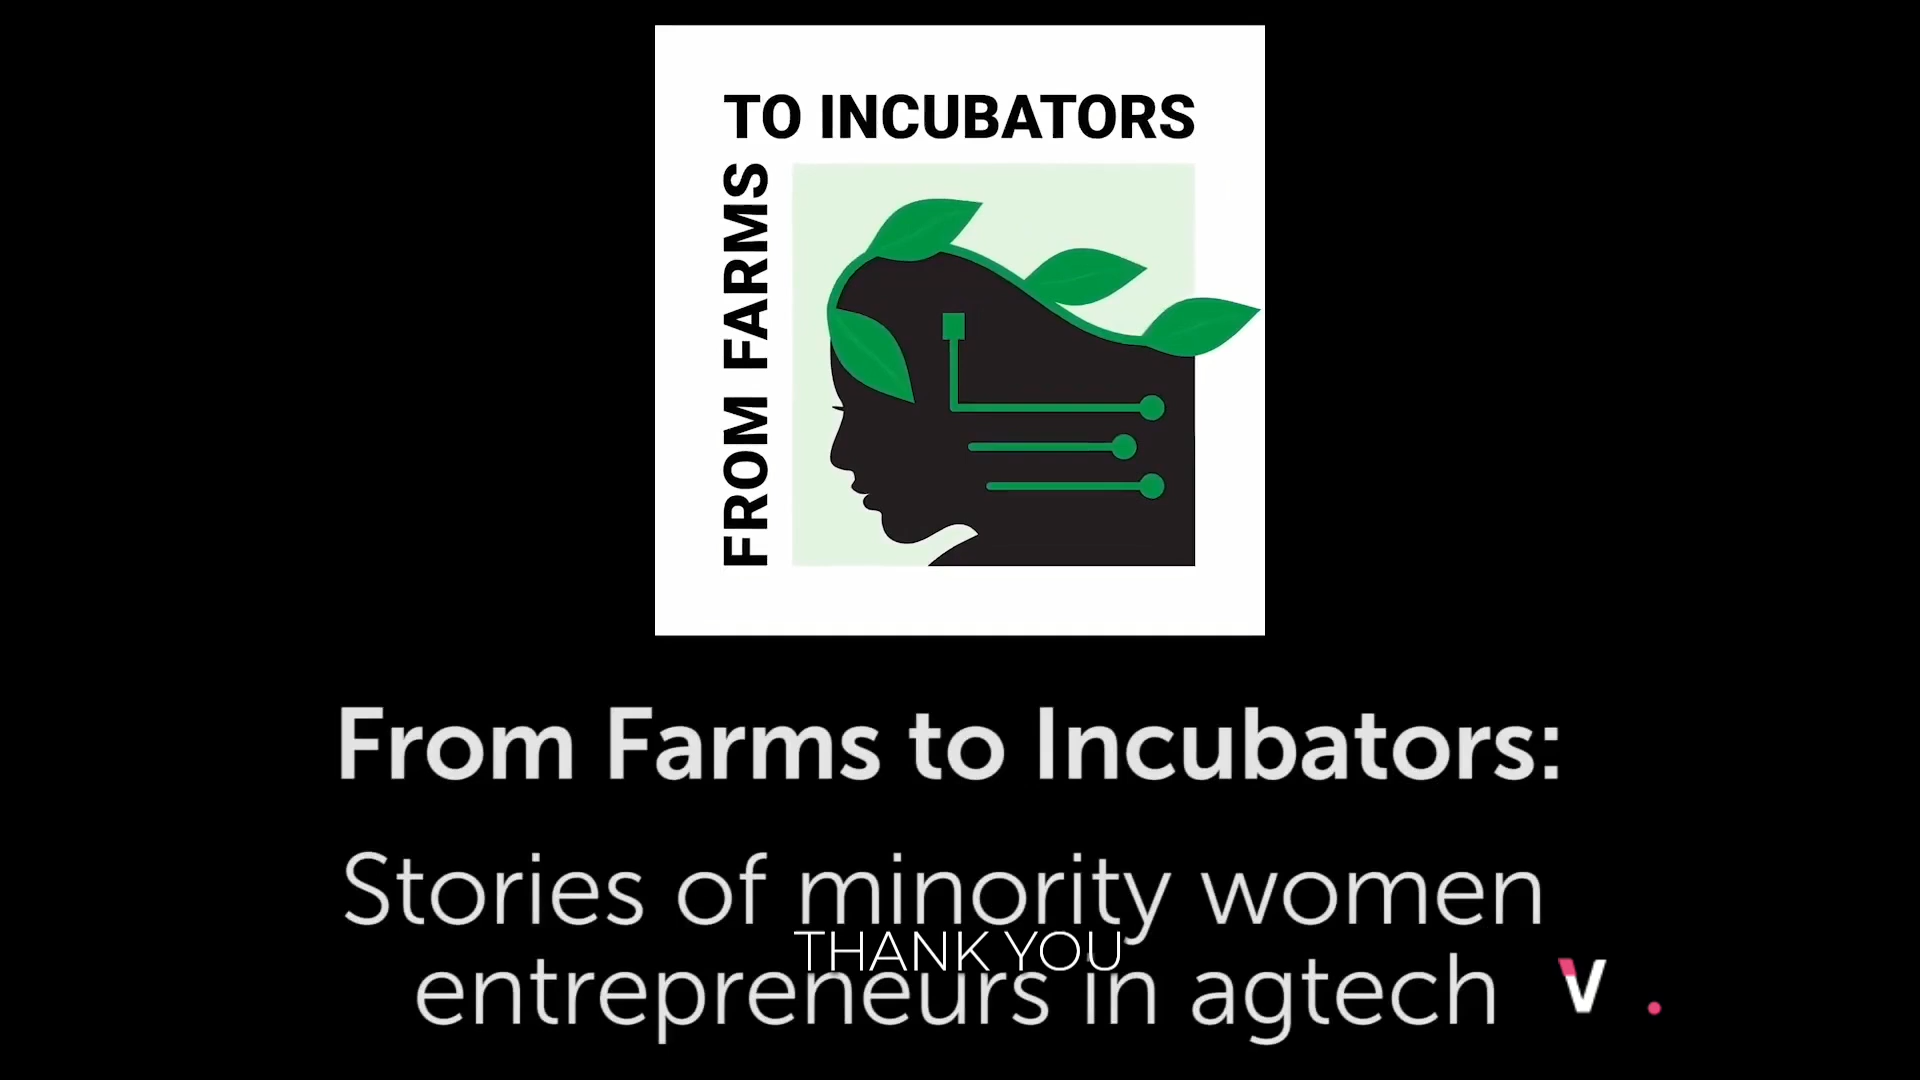 TO INCUBATORS
FROM FARMS
From Farms to Incubators:
Stories of minority women
THANK YOU
entrepreneurs in agtech
V.